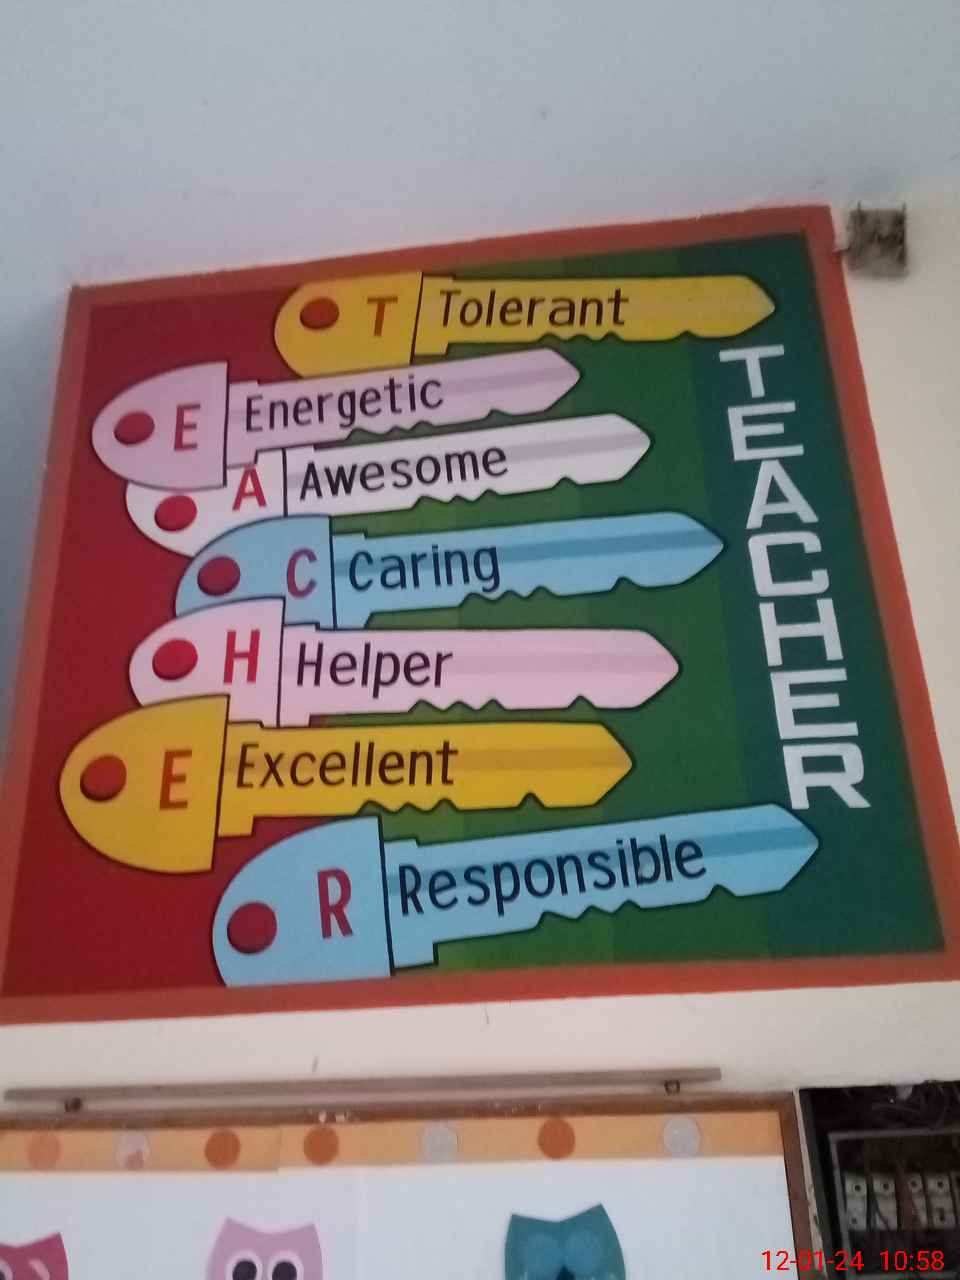 T Tolerant
E Energetic
A Awesome
C Caring
H Helper
E Excellent
R Responsible
TEACHER
12-01-24 10:58